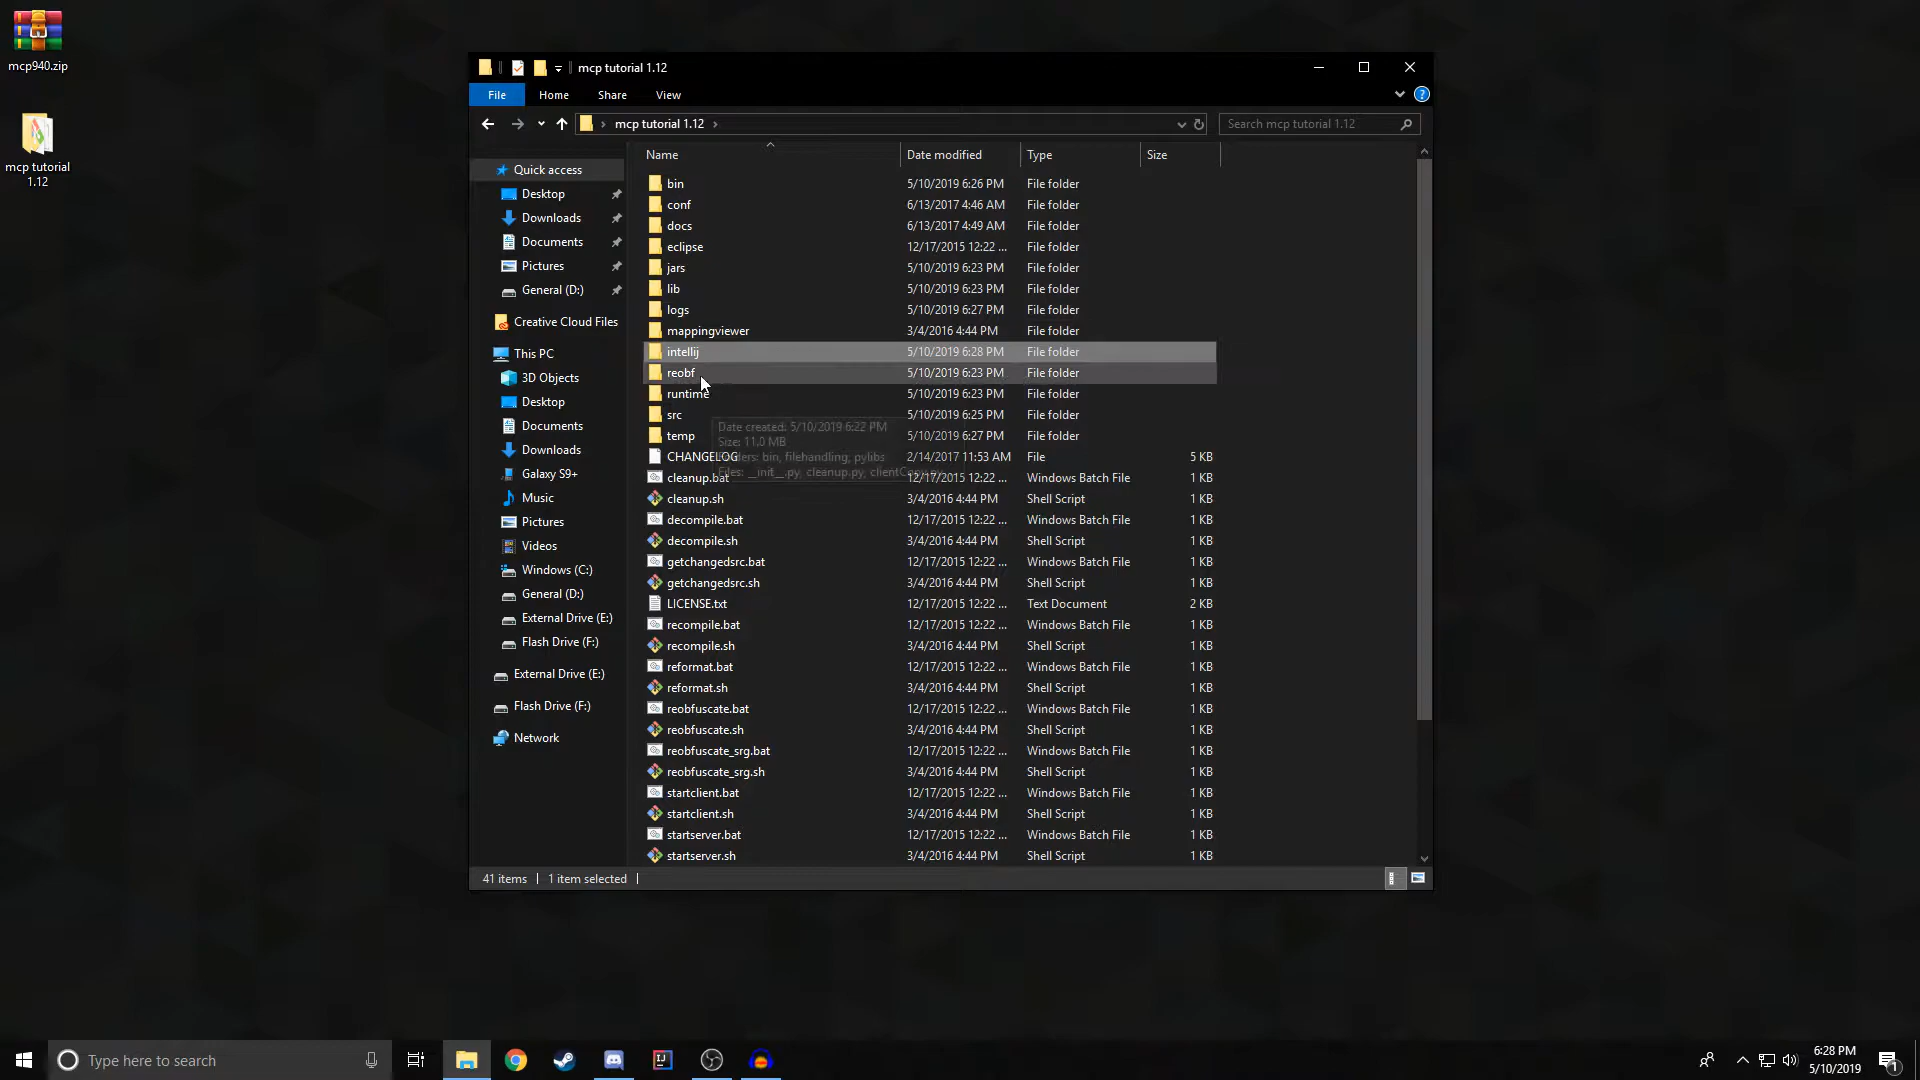 mcp940.zip
mcp tutorial
1.12
mcp tutorial 1.12
File Home Share View
mcp tutorial 1.12
Search mcp tutorial 1.12
Name Date modified Type Size
Quick access
Desktop
Downloads
Documents
Pictures
General (D:)
Creative Cloud Files
This PC
3D Objects
Desktop
Documents
Downloads
Galaxy S9+
Music
Pictures
Videos
Windows (C:)
General (D:)
External Drive (E:)
Flash Drive (F:)
External Drive (E:)
Flash Drive (F:)
Network
bin 5/10/2019 6:26 PM File folder
conf 6/13/2017 4:46 AM File folder
docs 6/13/2017 4:49 AM File folder
eclipse 12/17/2015 12:22 ... File folder
jars 5/10/2019 6:23 PM File folder
lib 5/10/2019 6:23 PM File folder
logs 5/10/2019 6:27 PM File folder
mappingviewer 3/4/2016 4:44 PM File folder
intellij 5/10/2019 6:28 PM File folder
reobf 5/10/2019 6:23 PM File folder
runtime 5/10/2019 6:23 PM File folder
src 5/10/2019 6:25 PM File folder
Date created: 5/10/2019 6:22 PM
temp 5/10/2019 6:27 PM File folder
Size: 11.0 MB
CHANGELOG 2/14/2017 11:53 AM File 5 KB
bin, filehandling, pylibs
Files: __init__.py, cleanup.py,
cleanup.bat 12/17/2015 12:22 ... Windows Batch File 1 KB
cleanup.sh 3/4/2016 4:44 PM Shell Script 1 KB
decompile.bat 12/17/2015 12:22 ... Windows Batch File 1 KB
decompile.sh 3/4/2016 4:44 PM Shell Script 1 KB
getchangedsrc.bat 12/17/2015 12:22 ... Windows Batch File 1 KB
getchangedsrc.sh 3/4/2016 4:44 PM Shell Script 1 KB
LICENSE.txt 12/17/2015 12:22 ... Text Document 2 KB
recompile.bat 12/17/2015 12:22 ... Windows Batch File 1 KB
recompile.sh 3/4/2016 4:44 PM Shell Script 1 KB
reformat.bat 12/17/2015 12:22 ... Windows Batch File 1 KB
reformat.sh 3/4/2016 4:44 PM Shell Script 1 KB
reobfuscate.bat 12/17/2015 12:22 ... Windows Batch File 1 KB
reobfuscate.sh 3/4/2016 4:44 PM Shell Script 1 KB
reobfuscate_srg.bat 12/17/2015 12:22 ... Windows Batch File 1 KB
reobfuscate_srg.sh 3/4/2016 4:44 PM Shell Script 1 KB
startclient.bat 12/17/2015 12:22 ... Windows Batch File 1 KB
startclient.sh 3/4/2016 4:44 PM Shell Script 1 KB
startserver.bat 12/17/2015 12:22 ... Windows Batch File 1 KB
startserver.sh 3/4/2016 4:44 PM Shell Script 1 KB
41 items 1 item selected
Type here to search
6:28 PM
5/10/2019